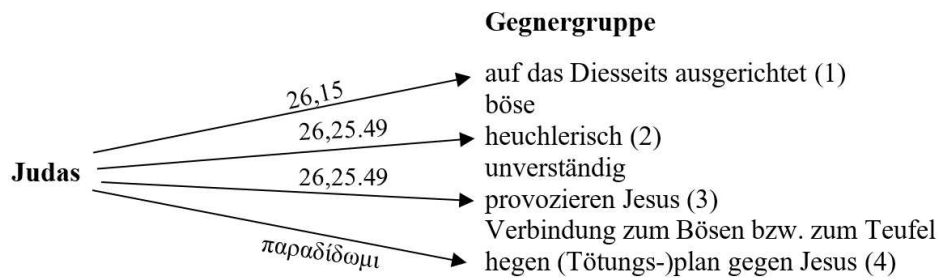 Gegnergruppe
auf das Diesseits ausgerichtet (1)
26,15
böse
26,25.49
heuchlerisch (2)
unverständig
Judas
26,25.49
provozieren Jesus (3)
Verbindung zum Bösen bzw. zum Teufel
παραδίδωμι
hegen (Tötungs-)plan gegen Jesus (4)